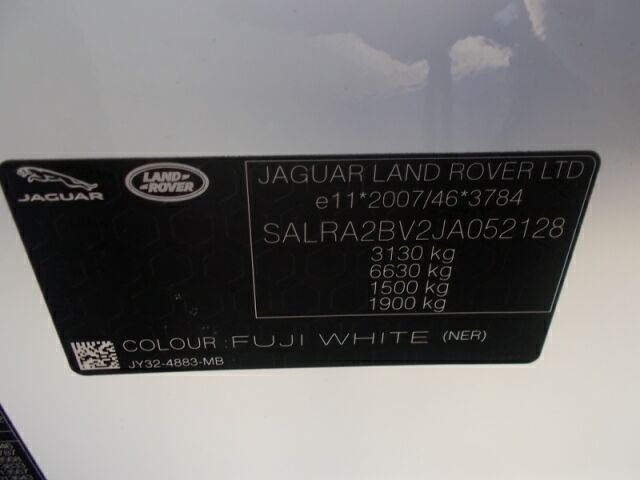 JAGUAR
LAND ROVER
JAGUAR LAND ROVER LTD
e11*2007/46*3784
SALRA2BV2JA052128
3130 kg
6630 kg
1500 kg
1900 kg
COLOUR : FUJI WHITE (NER)
JY32-4883-MB